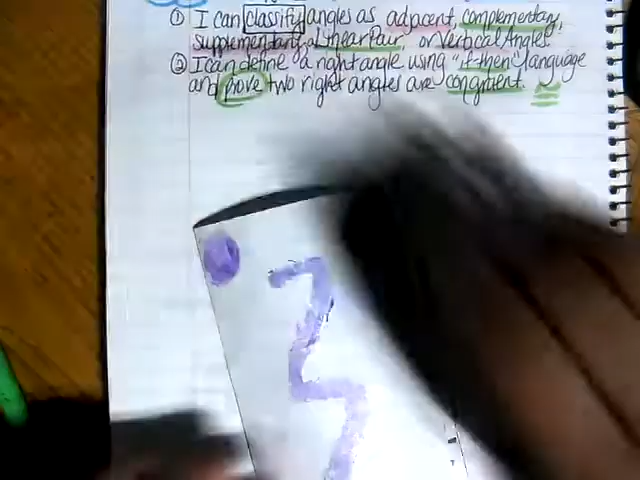 ① I can classify angles as adjacent, complementary,
supplementary, Linear Pair, or Vertical Angles.
② I can define a right angle using "if then" language
and prove two right angles are congruent.